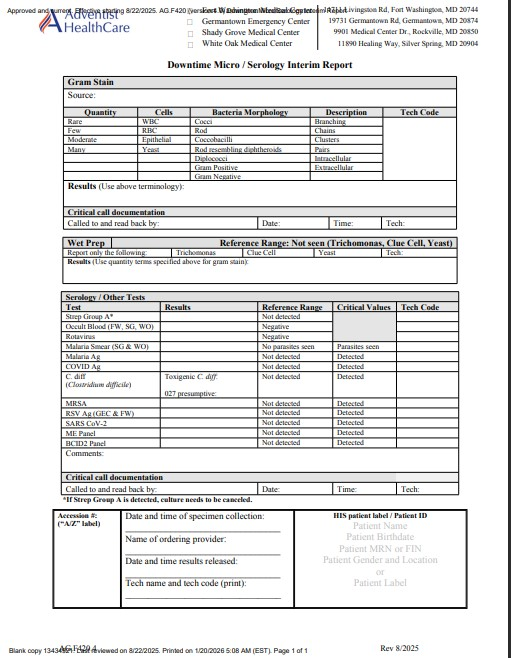 Approved and current. Effective starting 8/22/2025. AG.F420
Adventist
HealthCare
Fort Washington Medical Center 11711 Livingston Rd, Fort Washington, MD 20744
Germantown Emergency Center 19731 Germantown Rd, Germantown, MD 20874
Shady Grove Medical Center 9901 Medical Center Dr., Rockville, MD 20850
White Oak Medical Center 11890 Healing Way, Silver Spring, MD 20904
Downtime Micro / Serology Interim Report
Gram Stain
Source:
Quantity Cells Bacteria Morphology Description Tech Code
Rare WBC Cocci Branching
Few RBC Rod Chains
Moderate Epithelial Coccobacilli Clusters
Many Yeast Rod resembling diphtheroids Pairs
Diplococci Intracellular
Gram Positive Extracellular
Gram Negative
Results (Use above terminology):
Critical call documentation
Called to and read back by: Date: Time: Tech:
Wet Prep Reference Range: Not seen (Trichomonas, Clue Cell, Yeast)
Report only the following: Trichomonas Clue Cell Yeast Tech:
Results (Use quantity terms specified above for gram stain):
Serology / Other Tests
Test Results Reference Range Critical Values Tech Code
Strep Group A* Not detected
Occult Blood (FW, SG, WO) Negative
Rotavirus Negative
Malaria Smear (SG & WO) No parasites seen Parasites seen
Malaria Ag Not detected Detected
COVID Ag Not detected Detected
C. diff Toxigenic C. diff. Not detected Detected
(Clostridium difficile)
027 presumptive:
MRSA Not detected Detected
RSV Ag (GEC & FW) Not detected Detected
SARS CoV-2 Not detected Detected
ME Panel Not detected Detected
BCID2 Panel Not detected Detected
Comments:
Critical call documentation
Called to and read back by: Date: Time: Tech:
*If Strep Group A is detected, culture needs to be canceled.
Accession #:
("A/Z" label)
Date and time of specimen collection:
Name of ordering provider:
Date and time results released:
Tech name and tech code (print):
HIS patient label / Patient ID
Patient Name
Patient Birthdate
Patient MRN or FIN
Patient Gender and Location
or
Patient Label
AG.F420.4 Rev 8/2025
Blank copy Last reviewed on 8/22/2025. Printed on 1/20/2026 5:08 AM (EST). Page 1 of 1